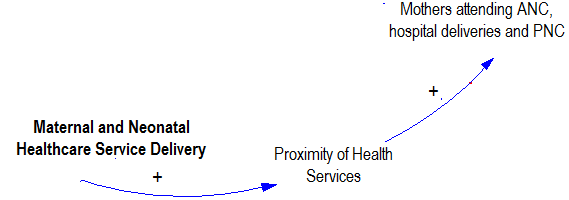 Mothers attending ANC,
hospital deliveries and PNC
+
Maternal and Neonatal
Healthcare Service Delivery
Proximity of Health
Services
+